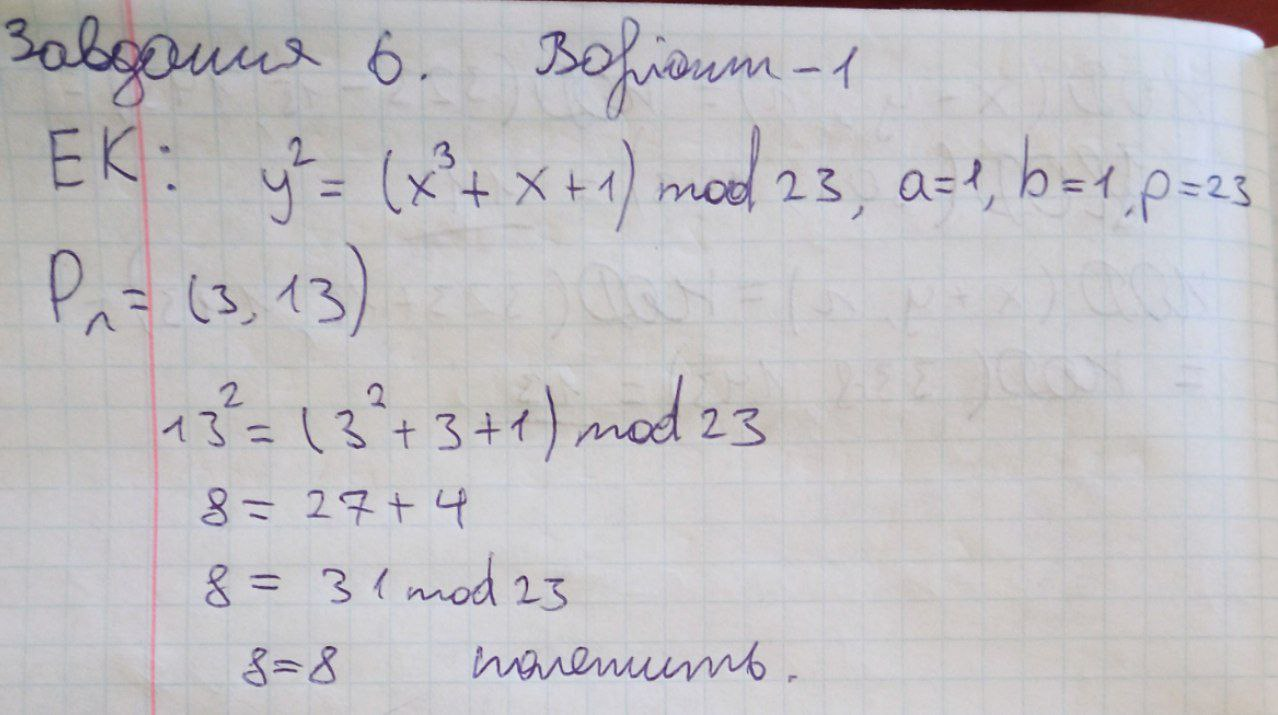 Завдання 6. Варіант-1
ЕК: y² = (x³ + x + 1) mod 23, a=1, b=1, p=23
Pₙ = (3, 13)
13² = (3² + 3 + 1) mod 23
8 = 27 + 4
8 = 31 mod 23
8 = 8 належить.